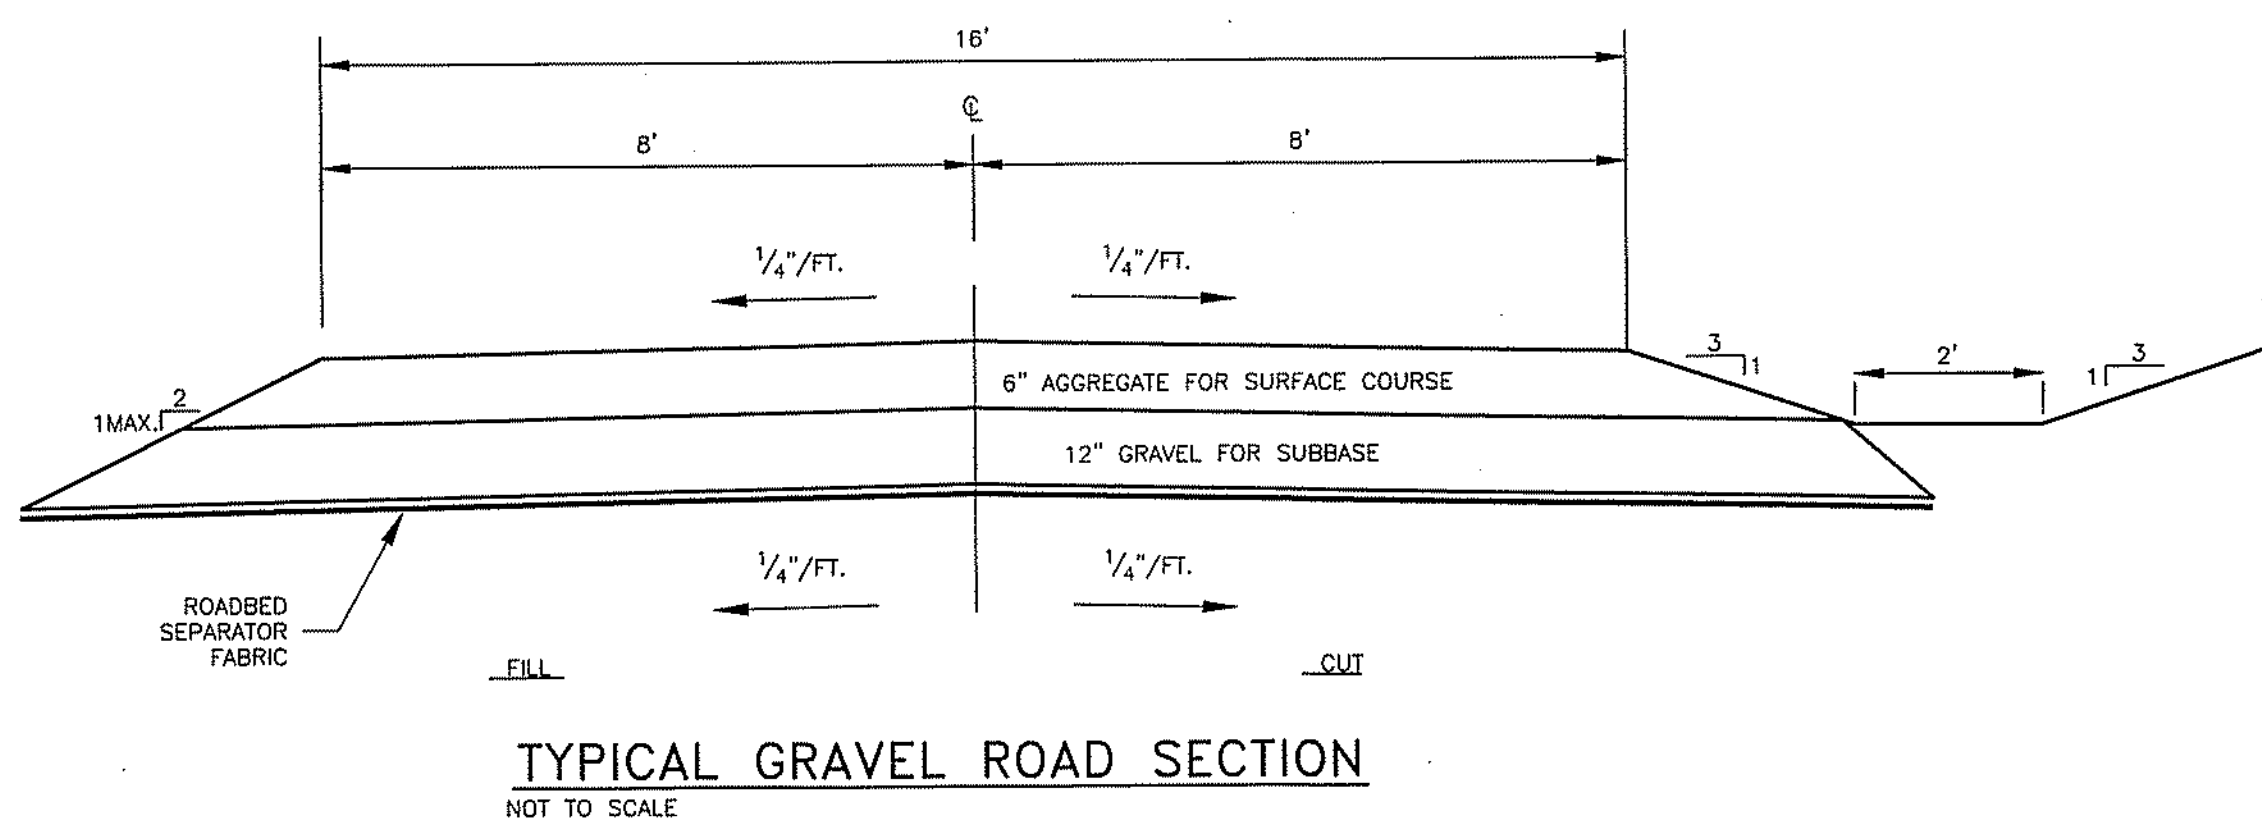 16'
℄
8'
8'
1/4"/FT.
1/4"/FT.
3
1
2'
3
1
6" AGGREGATE FOR SURFACE COURSE
2
1MAX.
12" GRAVEL FOR SUBBASE
1/4"/FT.
1/4"/FT.
ROADBED
SEPARATOR
FABRIC
FILL
CUT
TYPICAL GRAVEL ROAD SECTION
NOT TO SCALE